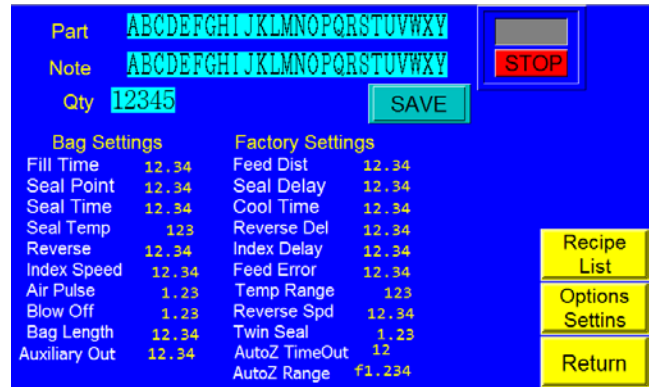 Part ABCDEFGHIJKLMNOPQRSTUVWXY
Note ABCDEFGHIJKLMNOPQRSTUVWXY
STOP
Qty 12345
SAVE
Bag Settings
Fill Time 12.34
Seal Point 12.34
Seal Time 12.34
Seal Temp 123
Reverse 12.34
Index Speed 12.34
Air Pulse 1.23
Blow Off 1.23
Bag Length 12.34
Auxiliary Out 12.34
Factory Settings
Feed Dist 12.34
Seal Delay 12.34
Cool Time 12.34
Reverse Del 12.34
Index Delay 12.34
Feed Error 12.34
Temp Range 123
Reverse Spd 12.34
Twin Seal 1.23
AutoZ TimeOut 12
AutoZ Range f1.234
Recipe
List
Options
Settins
Return